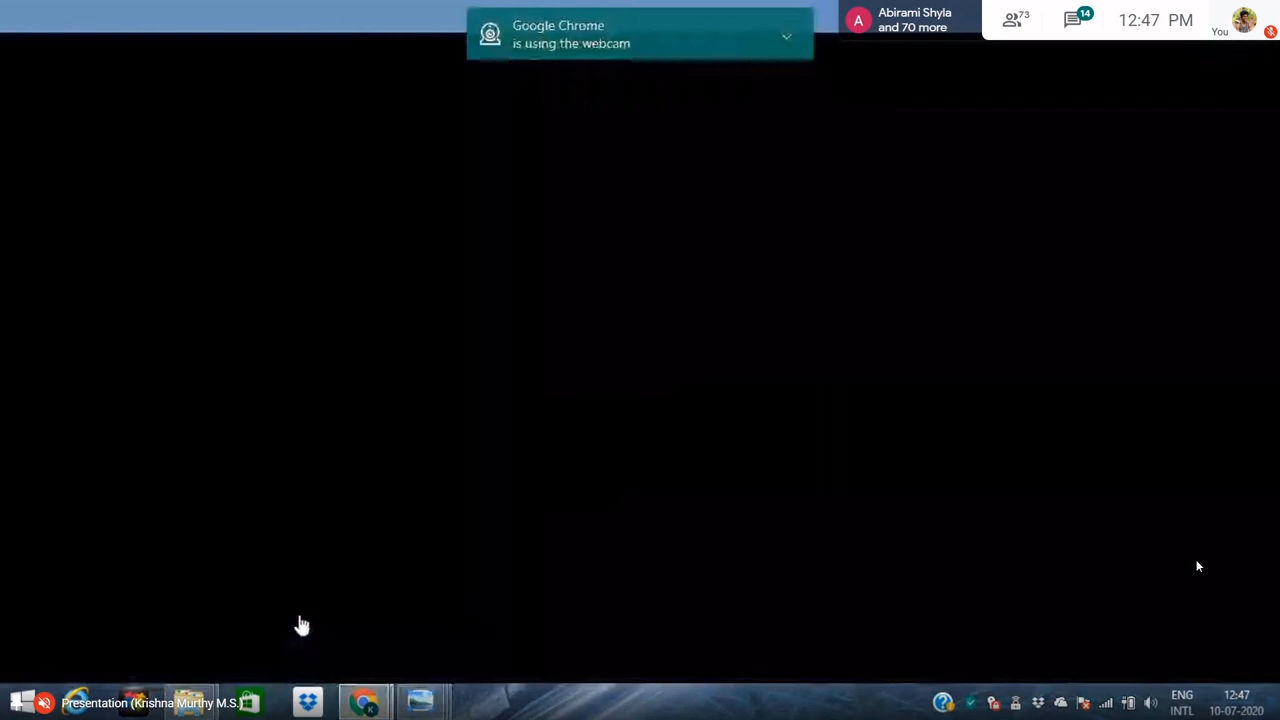 Google Chrome
is using the webcam
A
Abirami Shyla
and 70 more
73
14
12:47 PM
You
Presentation (Krishna Murthy M.S.)
K
ENG
INTL
12:47
10-07-2020